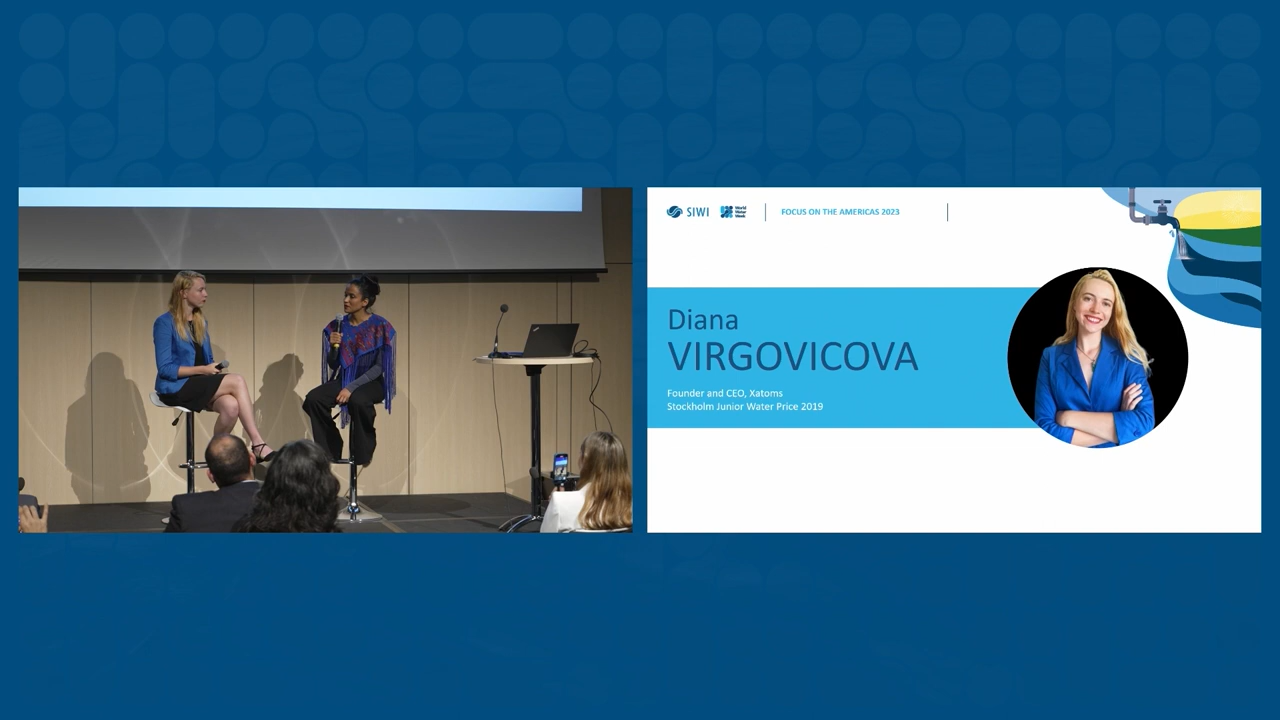 SIWI
World
Water
Week
FOCUS ON THE AMERICAS 2023
Diana
VIRGOVICOVA
Founder and CEO, Xatoms
Stockholm Junior Water Price 2019